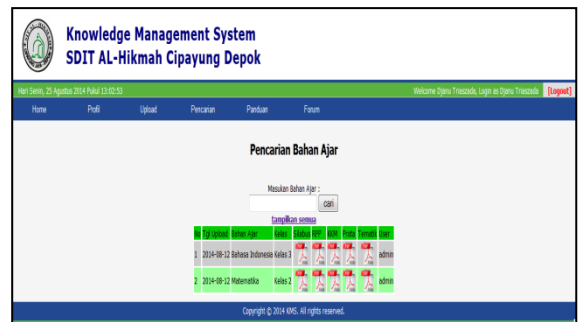 Knowledge Management System
SDIT AL-Hikmah Cipayung Depok
Hari Senin, 25 Agustus 2014 Pukul 13:02:53 Welcome Djanu Triaszada, Login as Djanu Triaszada [Logout]
Home Profil Upload Pencarian Panduan Forum
Pencarian Bahan Ajar
Masukan Bahan Ajar :
cari
tanpilkan semua
No Tgl Upload Bahan Ajar Kelas Silabus RPP KKM Prota Tematik User
1 2014-08-12 Bahasa Indonesia Kelas 3 admin
2 2014-08-12 Matematika Kelas 2 admin
Copyright © 2014 KMS. All rights reserved.